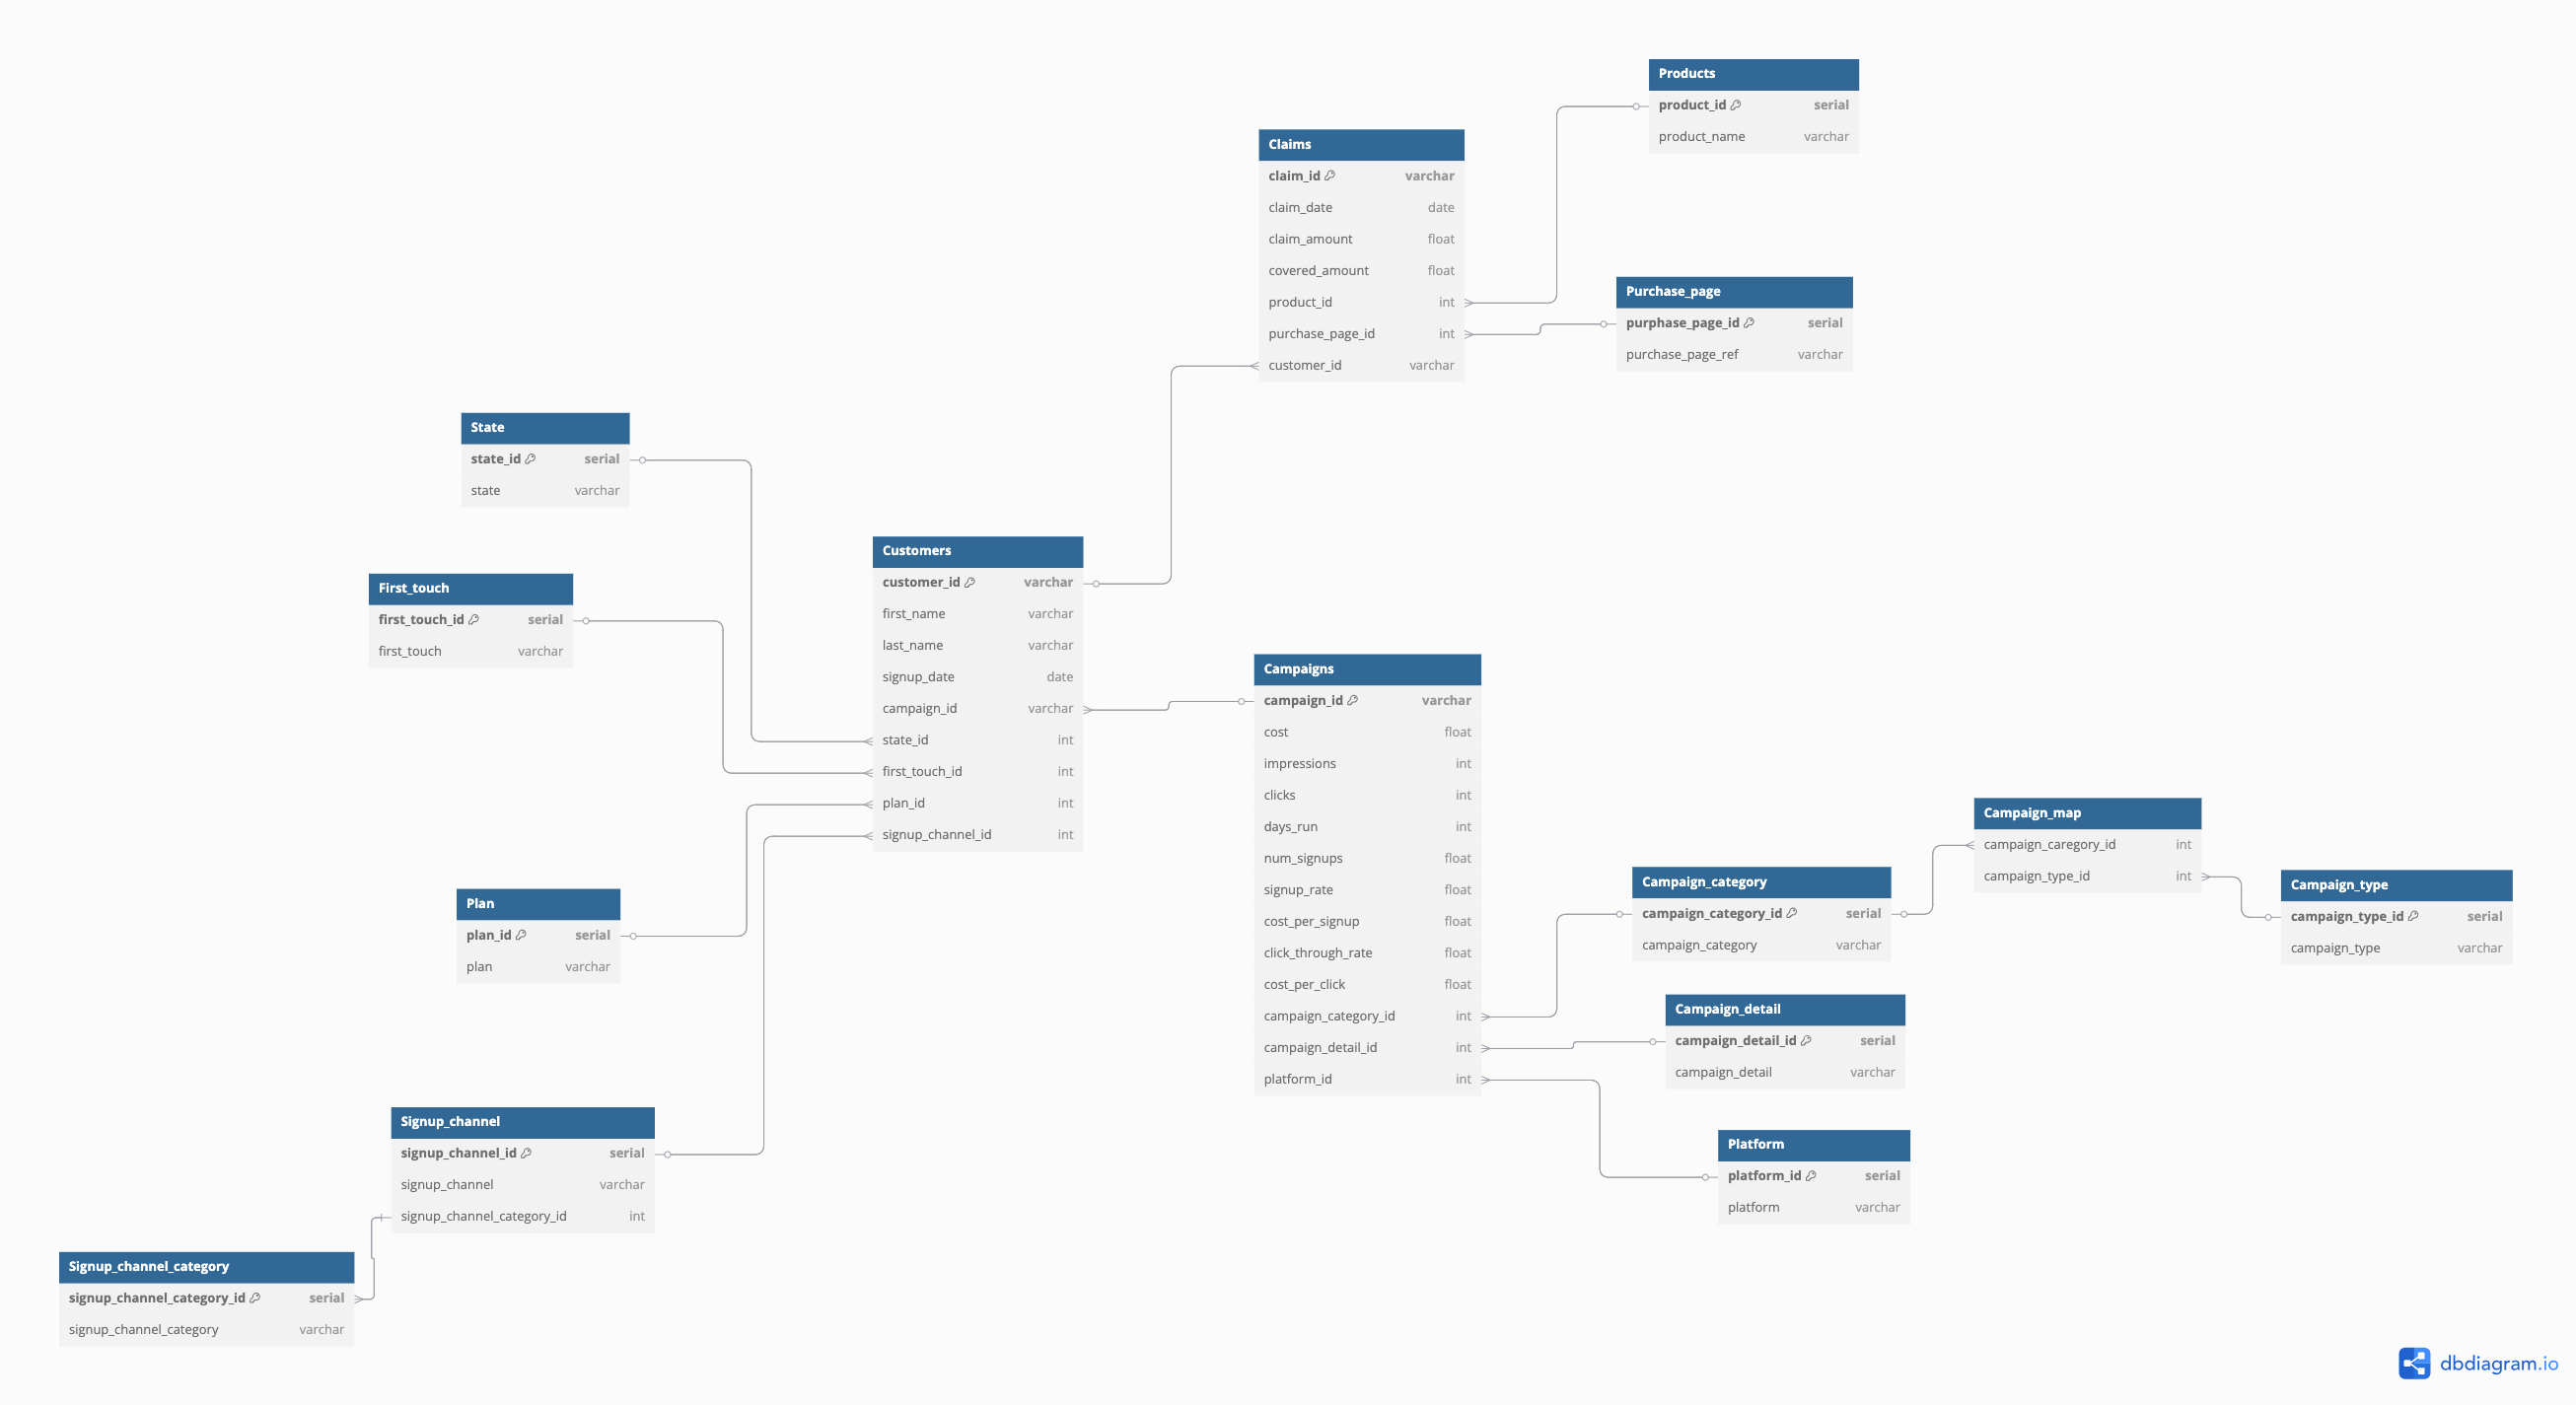 Products
product_id serial
product_name varchar
Claims
claim_id varchar
claim_date date
claim_amount float
covered_amount float
product_id int
purchase_page_id int
customer_id varchar
Purchase_page
purphase_page_id serial
purchase_page_ref varchar
State
state_id serial
state varchar
First_touch
first_touch_id serial
first_touch varchar
Customers
customer_id varchar
first_name varchar
last_name varchar
signup_date date
campaign_id varchar
state_id int
first_touch_id int
plan_id int
signup_channel_id int
Campaigns
campaign_id varchar
cost float
impressions int
clicks int
days_run int
num_signups float
signup_rate float
cost_per_signup float
click_through_rate float
cost_per_click float
campaign_category_id int
campaign_detail_id int
platform_id int
Campaign_map
campaign_caregory_id int
campaign_type_id int
Campaign_category
campaign_category_id serial
campaign_category varchar
Campaign_type
campaign_type_id serial
campaign_type varchar
Campaign_detail
campaign_detail_id serial
campaign_detail varchar
Platform
platform_id serial
platform varchar
Plan
plan_id serial
plan varchar
Signup_channel
signup_channel_id serial
signup_channel varchar
signup_channel_category_id int
Signup_channel_category
signup_channel_category_id serial
signup_channel_category varchar
dbdiagram.io